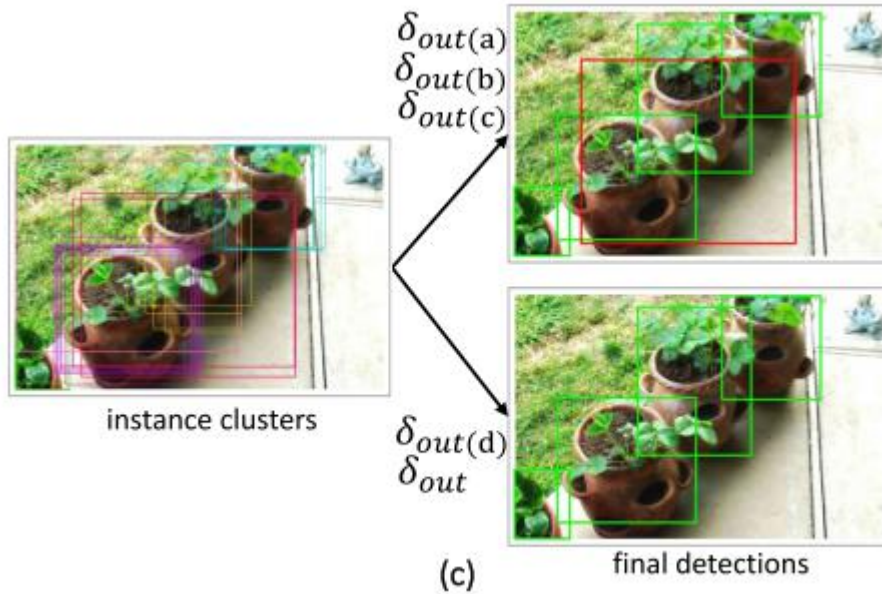 δout(a)
δout(b)
δout(c)
instance clusters
δout(d)
δout
final detections
(c)